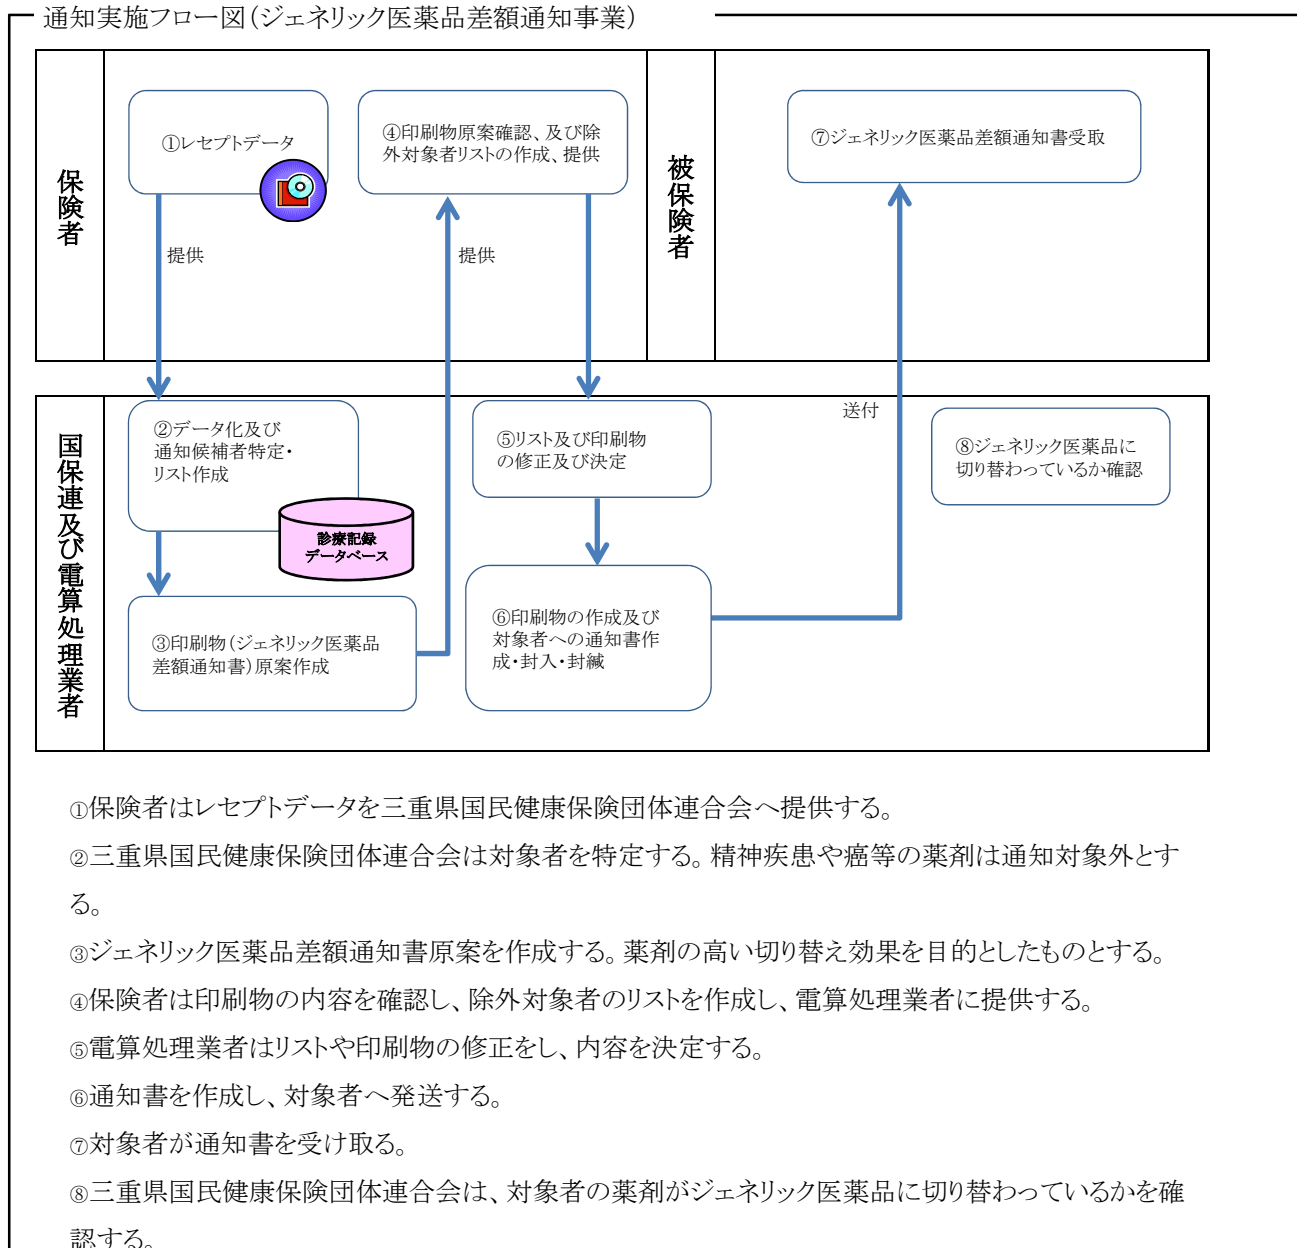 通知実施フロー図(ジェネリック医薬品差額通知事業)
保険者
①レセプトデータ
提供
④印刷物原案確認、及び除
外対象者リストの作成、提供
提供
被保険者
⑦ジェネリック医薬品差額通知書受取
国保連及び電算処理業者
②データ化及び
通知候補者特定・
リスト作成
診療記録
データベース
③印刷物(ジェネリック医薬品
差額通知書)原案作成
⑤リスト及び印刷物
の修正及び決定
⑥印刷物の作成及び
対象者への通知書作
成・封入・封緘
送付
⑧ジェネリック医薬品に
切り替わっているか確認
①保険者はレセプトデータを三重県国民健康保険団体連合会へ提供する。
②三重県国民健康保険団体連合会は対象者を特定する。精神疾患や癌等の薬剤は通知対象外とす
る。
③ジェネリック医薬品差額通知書原案を作成する。薬剤の高い切り替え効果を目的としたものとする。
④保険者は印刷物の内容を確認し、除外対象者のリストを作成し、電算処理業者に提供する。
⑤電算処理業者はリストや印刷物の修正をし、内容を決定する。
⑥通知書を作成し、対象者へ発送する。
⑦対象者が通知書を受け取る。
⑧三重県国民健康保険団体連合会は、対象者の薬剤がジェネリック医薬品に切り替わっているかを確
認する。